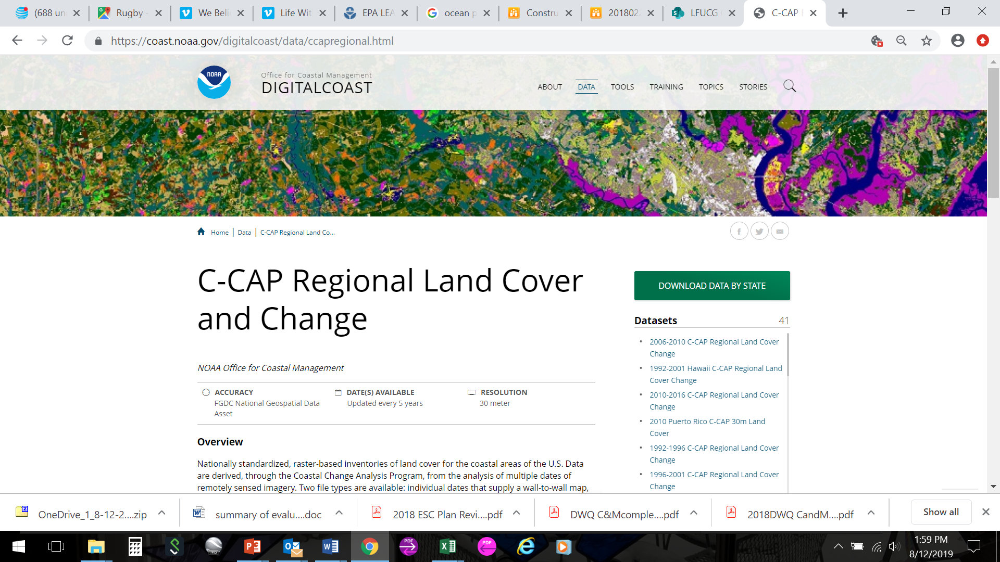 (688 un
Rugby -
We Beli
Life Wit
EPA LEA
ocean p
Constru
201802
LFUCG
C-CAP
https://coast.noaa.gov/digitalcoast/data/ccapregional.html
NOAA
Office for Coastal Management
DIGITALCOAST
ABOUT
DATA
TOOLS
TRAINING
TOPICS
STORIES
Home | Data | C-CAP Regional Land Co...
C-CAP Regional Land Cover
and Change
NOAA Office for Coastal Management
ACCURACY
FGDC National Geospatial Data
Asset
DATE(S) AVAILABLE
Updated every 5 years
RESOLUTION
30 meter
Overview
Nationally standardized, raster-based inventories of land cover for the coastal areas of the U.S. Data
are derived, through the Coastal Change Analysis Program, from the analysis of multiple dates of
remotely sensed imagery. Two file types are available: individual dates that supply a wall-to-wall map,
DOWNLOAD DATA BY STATE
Datasets 41
• 2006-2010 C-CAP Regional Land Cover
Change
• 1992-2001 Hawaii C-CAP Regional Land
Cover Change
• 2010-2016 C-CAP Regional Land Cover
Change
• 2010 Puerto Rico C-CAP 30m Land
Cover
• 1992-1996 C-CAP Regional Land Cover
Change
• 1996-2001 C-CAP Regional Land Cover
Change
OneDrive_1_8-12-2....zip
summary of evalu....doc
2018 ESC Plan Revi....pdf
DWQ C&Mcomple....pdf
2018DWQ CandM....pdf
Show all
PDF
PDF
1:59 PM
8/12/2019